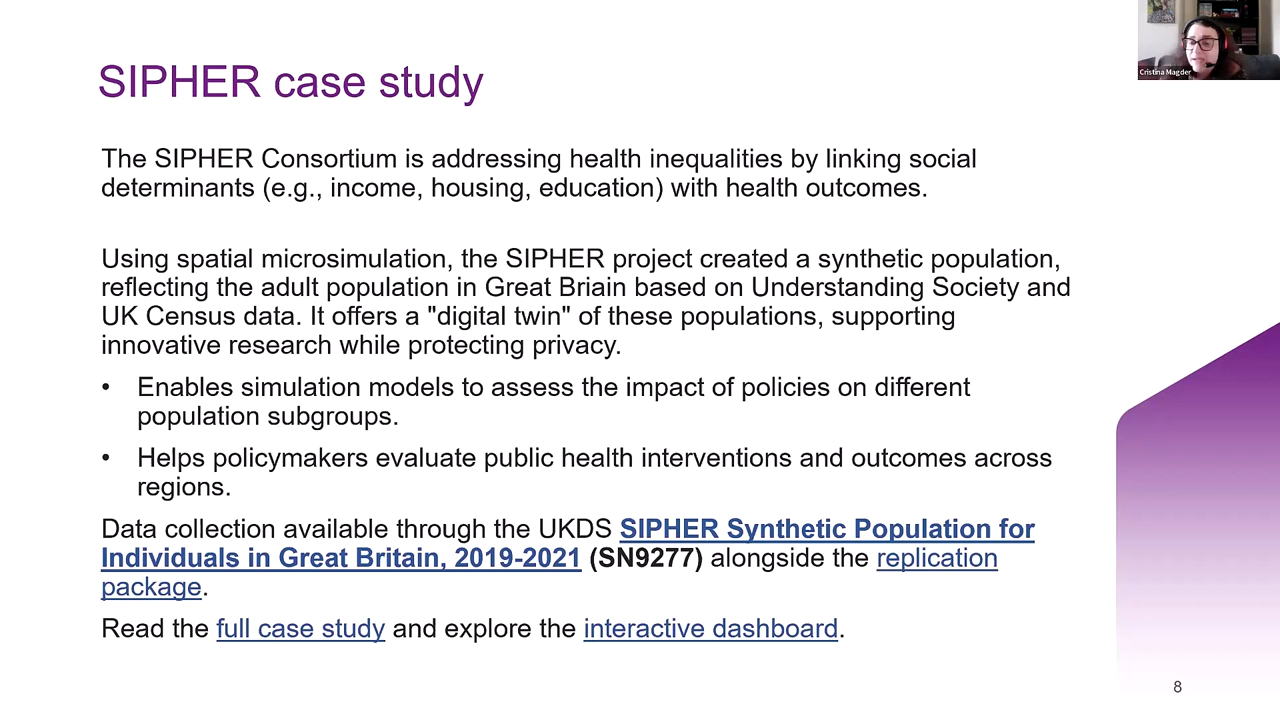 Cristina Magder
SIPHER case study
The SIPHER Consortium is addressing health inequalities by linking social
determinants (e.g., income, housing, education) with health outcomes.
Using spatial microsimulation, the SIPHER project created a synthetic population,
reflecting the adult population in Great Briain based on Understanding Society and
UK Census data. It offers a "digital twin" of these populations, supporting
innovative research while protecting privacy.
• Enables simulation models to assess the impact of policies on different
population subgroups.
• Helps policymakers evaluate public health interventions and outcomes across
regions.
Data collection available through the UKDS SIPHER Synthetic Population for
Individuals in Great Britain, 2019-2021 (SN9277) alongside the replication
package.
Read the full case study and explore the interactive dashboard.
8